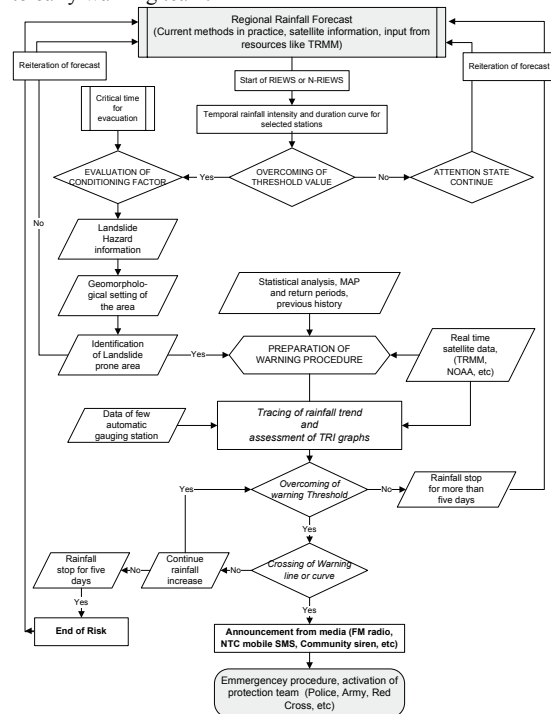 Regional Rainfall Forecast
(Current methods in practice, satellite information, input from
resources like TRMM)
Reiteration of forecast
Reiteration of forecast
Start of RIEWS or N-RIEWS
Critical time
for
evacuation
Temporal rainfall intensity and duration curve for
selected stations
EVALUATION OF
CONDITIONING FACTOR
Yes
OVERCOMING OF
THRESHOLD VALUE
No
ATTENTION STATE
CONTINUE
No
Landslide
Hazard
information
Geomorpholo-
gical setting of
the area
Statistical analysis, MAP
and return periods,
previous history
Identification
of Landslide
prone area
Yes
PREPARATION OF
WARNING PROCEDURE
Real time
satellite data,
(TRMM,
NOAA, etc)
Data of few
automatic
gauging station
Tracing of rainfall trend
and
assessment of TRI graphs
Yes
Overcoming of
warning Threshold
No
Rainfall stop
for more than
five days
Yes
Rainfall
stop for five
days
No
Continue
rainfall
increase
No
Crossing of Warning
line or curve
Yes
Yes
End of Risk
Announcement from media (FM radio,
NTC mobile SMS, Community siren, etc)
Emmergencey procedure, activation of
protection team (Police, Army, Red
Cross, etc)